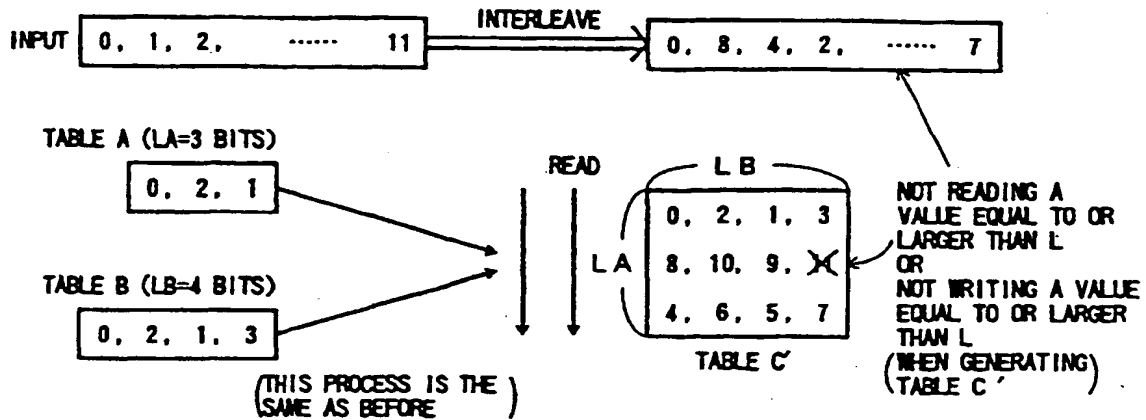 INTERLEAVE
INPUT 0, 1, 2, ...... 11
0, 8, 4, 2, ...... 7
TABLE A (LA=3 BITS)
0, 2, 1
TABLE B (LB=4 BITS)
0, 2, 1, 3
(THIS PROCESS IS THE
SAME AS BEFORE)
READ
LB
LA
0, 2, 1, 3
8, 10, 9, 11
4, 6, 5, 7
TABLE C'
NOT READING A
VALUE EQUAL TO OR
LARGER THAN L
OR
NOT WRITING A VALUE
EQUAL TO OR LARGER
THAN L
(WHEN GENERATING
TABLE C')